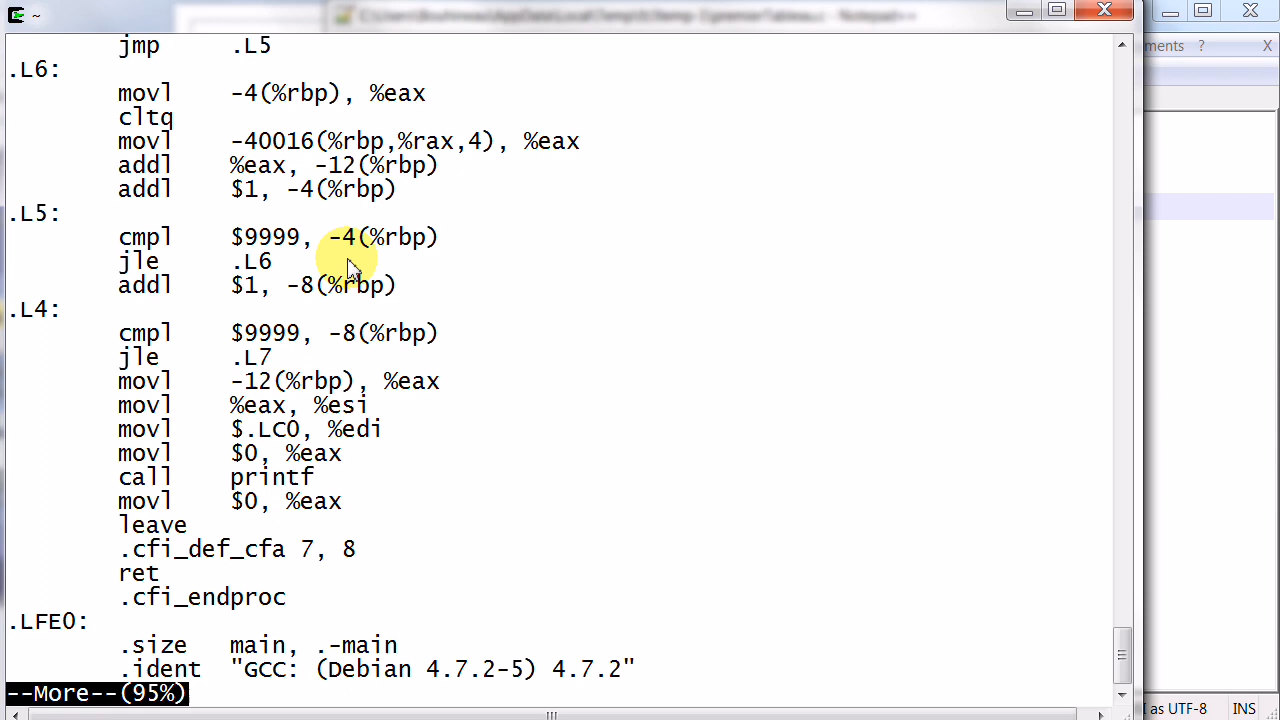 ~
jmp .L5
ments ? X
.L6:
movl -4(%rbp), %eax
cltq
movl -40016(%rbp,%rax,4), %eax
addl %eax, -12(%rbp)
addl $1, -4(%rbp)
.L5:
cmpl $9999, -4(%rbp)
jle .L6
addl $1, -8(%rbp)
.L4:
cmpl $9999, -8(%rbp)
jle .L7
movl -12(%rbp), %eax
movl %eax, %esi
movl $.LC0, %edi
movl $0, %eax
call printf
movl $0, %eax
leave
.cfi_def_cfa 7, 8
ret
.cfi_endproc
.LFE0:
.size main, .-main
.ident "GCC: (Debian 4.7.2-5) 4.7.2"
--More--(95%)
as UTF-8 INS